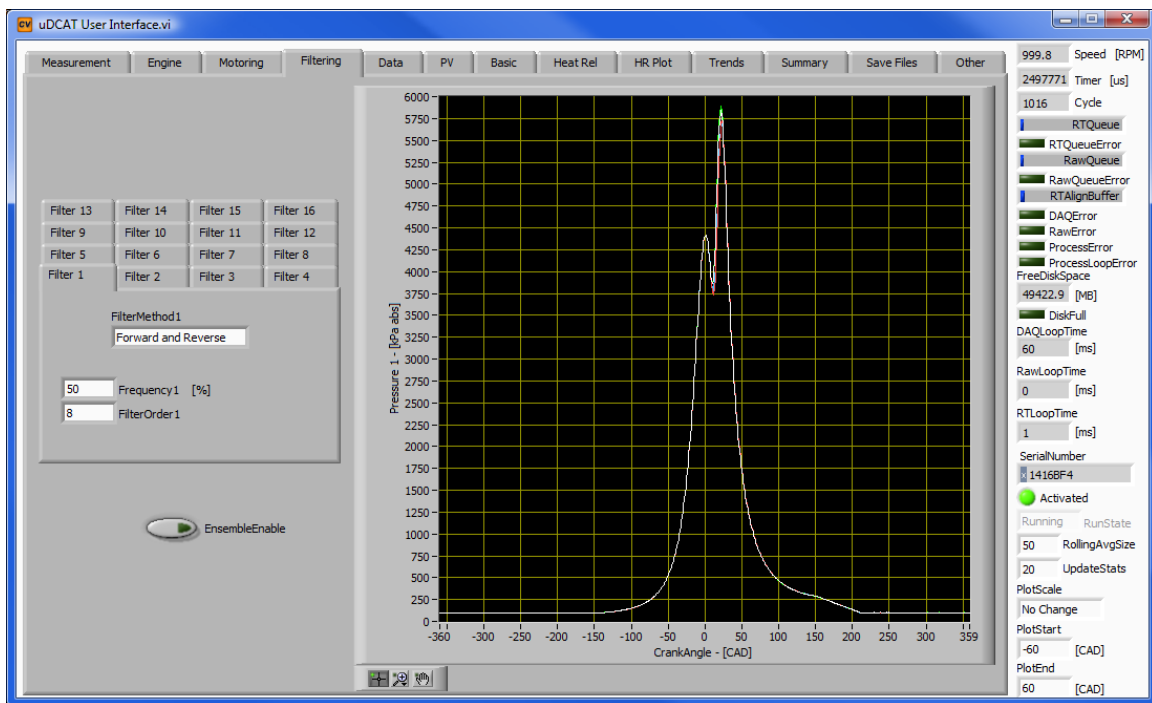 uDCAT User Interface.vi
Measurement Engine Motoring Filtering Data PV Basic Heat Rel HR Plot Trends Summary Save Files Other
Filter 13 Filter 14 Filter 15 Filter 16
Filter 9 Filter 10 Filter 11 Filter 12
Filter 5 Filter 6 Filter 7 Filter 8
Filter 1 Filter 2 Filter 3 Filter 4
FilterMethod1
Forward and Reverse
50 Frequency1 [%]
8 FilterOrder1
EnsembleEnable
Pressure 1 - [kPa abs]
6000
5750
5500
5250
5000
4750
4500
4250
4000
3750
3500
3250
3000
2750
2500
2250
2000
1750
1500
1250
1000
750
500
250
0
-360 -300 -250 -200 -150 -100 -50 0 50 100 150 200 250 300 359
CrankAngle - [CAD]
999.8 Speed [RPM]
2497771 Timer [us]
1016 Cycle
RTQueue
RTQueueError
RawQueue
RawQueueError
RTAlignBuffer
DAQError
RawError
ProcessError
ProcessLoopError
FreeDiskSpace
49422.9 [MB]
DiskFull
DAQLoopTime
60 [ms]
RawLoopTime
0 [ms]
RTLoopTime
1 [ms]
SerialNumber
x 1416BF4
Activated
Running RunState
50 RollingAvgSize
20 UpdateStats
PlotScale
No Change
PlotStart
-60 [CAD]
PlotEnd
60 [CAD]